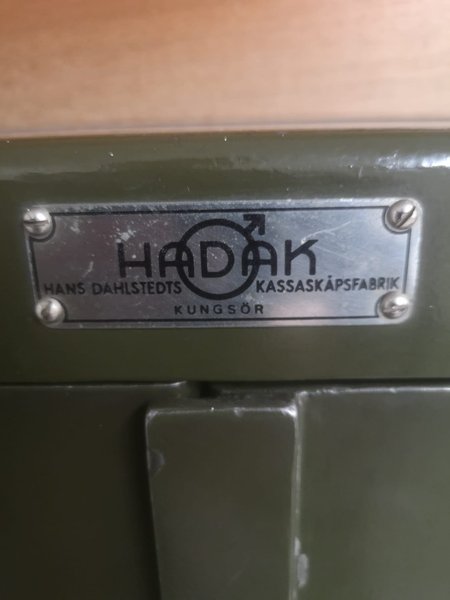 HADAK
HANS DAHLSTEDTS KASSASKÅPSFABRIK
KUNGSÖR